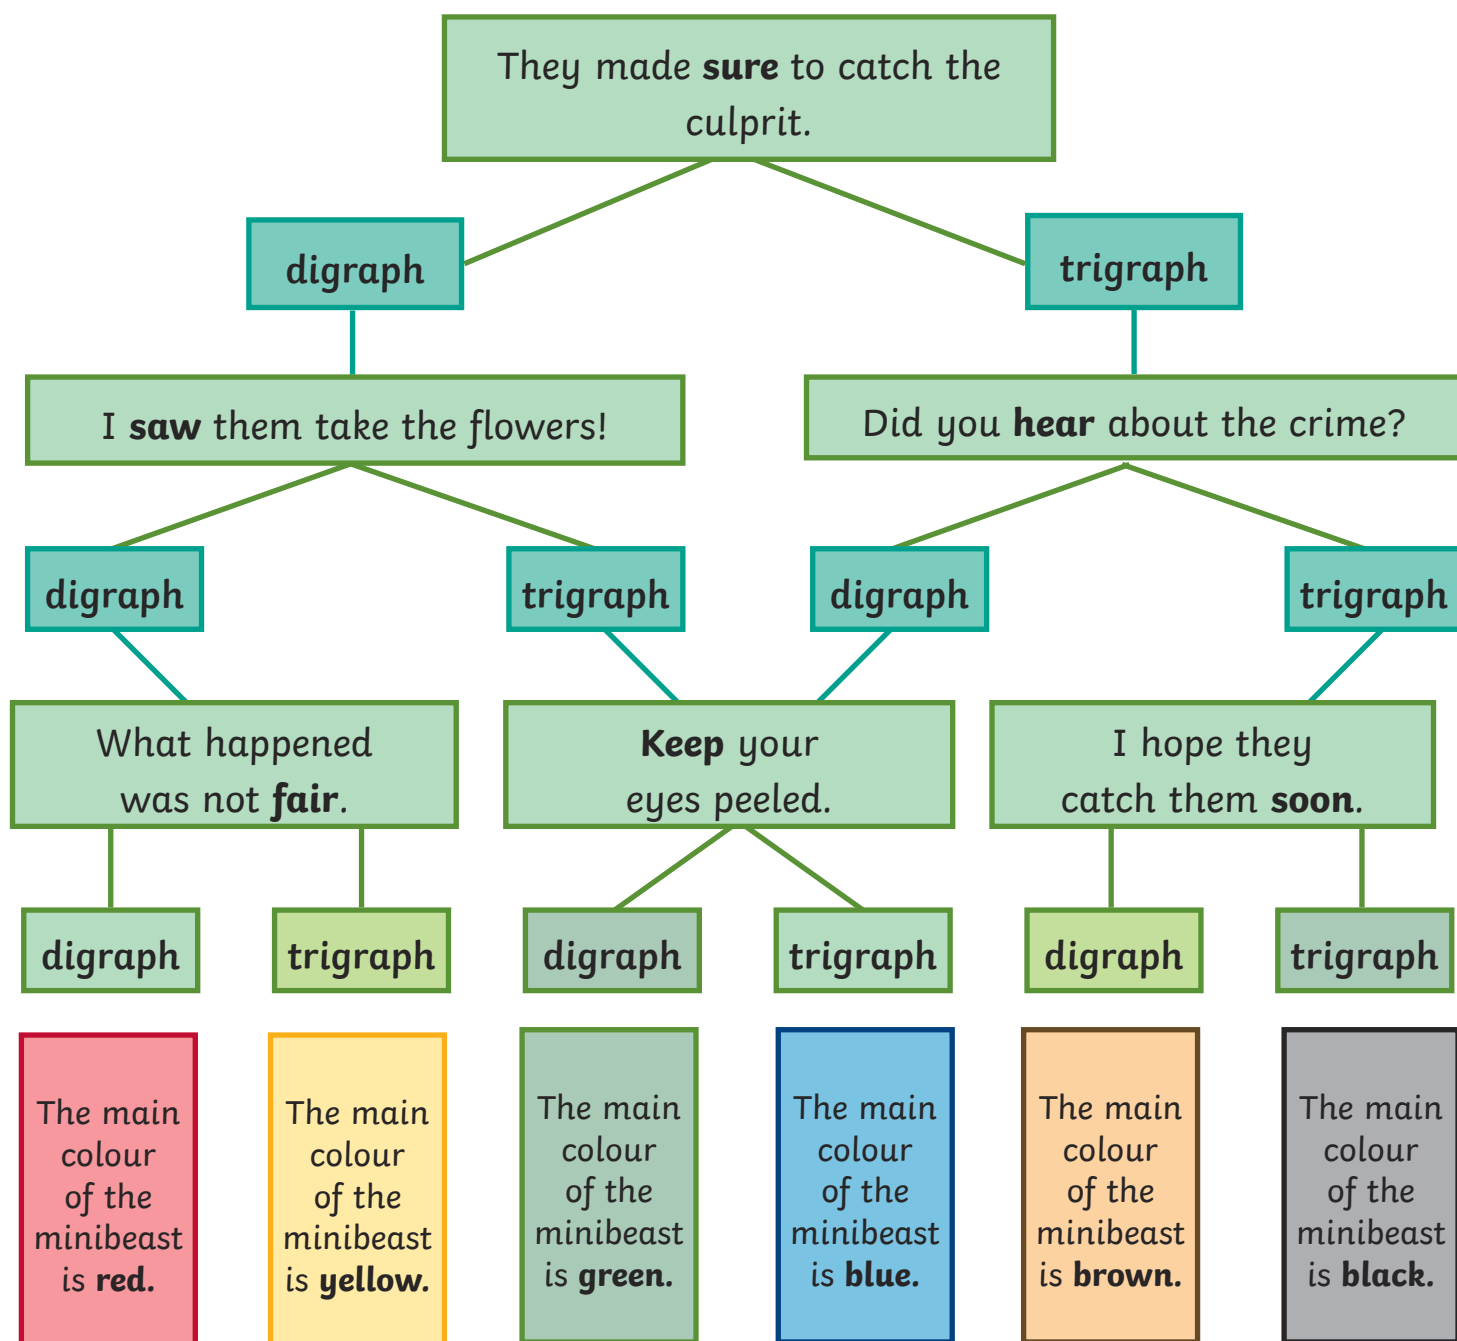 They made sure to catch the
culprit.
digraph
trigraph
I saw them take the flowers!
Did you hear about the crime?
digraph
trigraph
digraph
trigraph
What happened
was not fair.
Keep your
eyes peeled.
I hope they
catch them soon.
digraph
trigraph
digraph
trigraph
digraph
trigraph
The main
colour
of the
minibeast
is red.
The main
colour
of the
minibeast
is yellow.
The main
colour
of the
minibeast
is green.
The main
colour
of the
minibeast
is blue.
The main
colour
of the
minibeast
is brown.
The main
colour
of the
minibeast
is black.